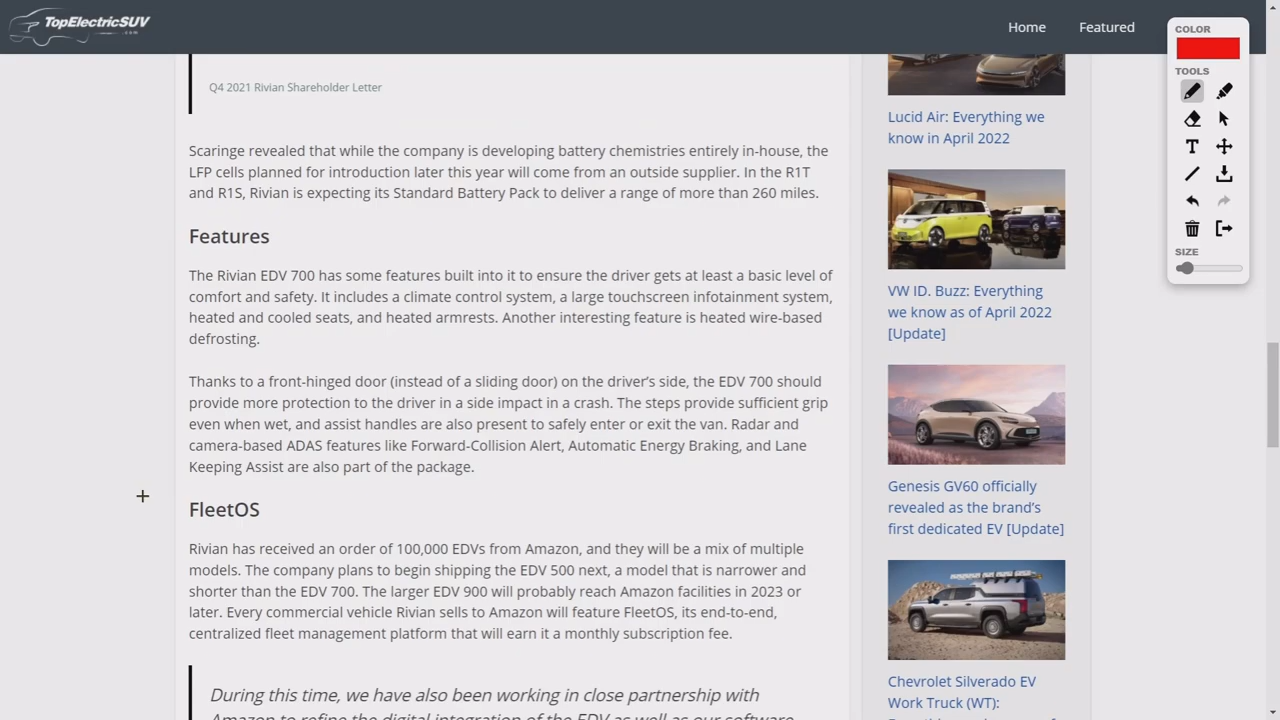 TopElectricSUV
.COM
Home
Featured
COLOR
TOOLS
T
SIZE
Q4 2021 Rivian Shareholder Letter
Scaringe revealed that while the company is developing battery chemistries entirely in-house, the
LFP cells planned for introduction later this year will come from an outside supplier. In the R1T
and R1S, Rivian is expecting its Standard Battery Pack to deliver a range of more than 260 miles.
Features
The Rivian EDV 700 has some features built into it to ensure the driver gets at least a basic level of
comfort and safety. It includes a climate control system, a large touchscreen infotainment system,
heated and cooled seats, and heated armrests. Another interesting feature is heated wire-based
defrosting.
Thanks to a front-hinged door (instead of a sliding door) on the driver's side, the EDV 700 should
provide more protection to the driver in a side impact in a crash. The steps provide sufficient grip
even when wet, and assist handles are also present to safely enter or exit the van. Radar and
camera-based ADAS features like Forward-Collision Alert, Automatic Energy Braking, and Lane
Keeping Assist are also part of the package.
FleetOS
Rivian has received an order of 100,000 EDVs from Amazon, and they will be a mix of multiple
models. The company plans to begin shipping the EDV 500 next, a model that is narrower and
shorter than the EDV 700. The larger EDV 900 will probably reach Amazon facilities in 2023 or
later. Every commercial vehicle Rivian sells to Amazon will feature FleetOS, its end-to-end,
centralized fleet management platform that will earn it a monthly subscription fee.
During this time, we have also been working in close partnership with
Amazon to refine the digital integration of the EDV as well as our software
Lucid Air: Everything we
know in April 2022
VW ID. Buzz: Everything
we know as of April 2022
[Update]
Genesis GV60 officially
revealed as the brand's
first dedicated EV [Update]
Chevrolet Silverado EV
Work Truck (WT):